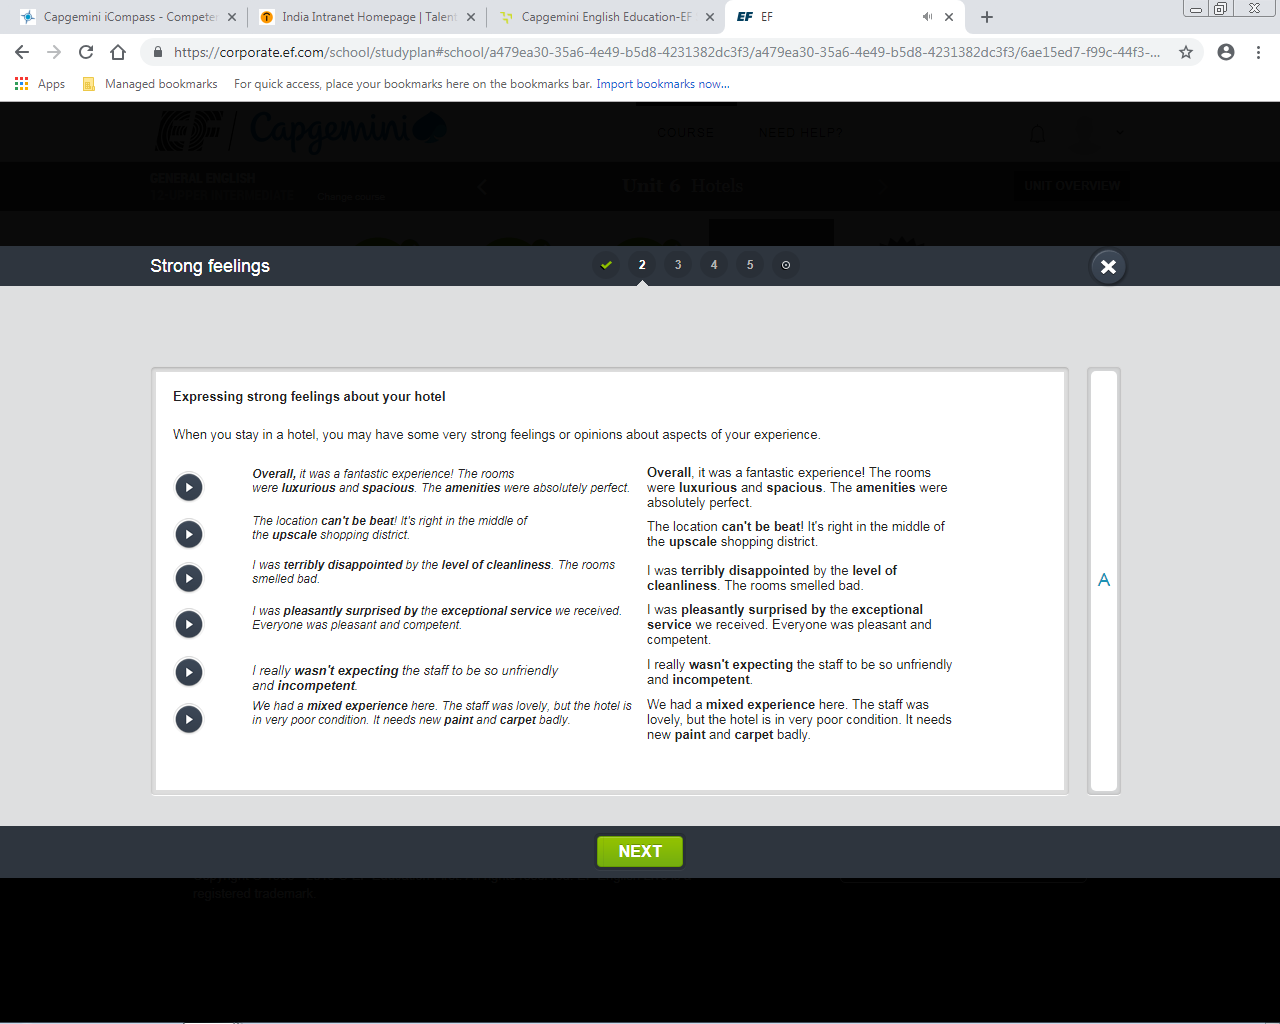 Capgemini iCompass - Competen
India Intranet Homepage | Talent
Capgemini English Education-EF
EF EF
https://corporate.ef.com/school/studyplan#school/a479ea30-35a6-4e49-b5d8-4231382dc3f3/a479ea30-35a6-4e49-b5d8-4231382dc3f3/6ae15ed7-f99c-44f3-...
Apps Managed bookmarks For quick access, place your bookmarks here on the bookmarks bar. Import bookmarks now...
EF Capgemini COURSE NEED HELP?
GENERAL ENGLISH
Unit 6 Hotels
UNIT OVERVIEW
Strong feelings 2 3 4 5
Expressing strong feelings about your hotel
When you stay in a hotel, you may have some very strong feelings or opinions about aspects of your experience.
Overall, it was a fantastic experience! The rooms
were luxurious and spacious. The amenities were absolutely perfect.
Overall, it was a fantastic experience! The rooms
were luxurious and spacious. The amenities were
absolutely perfect.
The location can't be beat! It's right in the middle of
the upscale shopping district.
The location can't be beat! It's right in the middle of
the upscale shopping district.
I was terribly disappointed by the level of cleanliness. The rooms
smelled bad.
I was terribly disappointed by the level of
cleanliness. The rooms smelled bad.
I was pleasantly surprised by the exceptional service we received.
Everyone was pleasant and competent.
I was pleasantly surprised by the exceptional
service we received. Everyone was pleasant and
competent.
I really wasn't expecting the staff to be so unfriendly
and incompetent.
I really wasn't expecting the staff to be so unfriendly
and incompetent.
We had a mixed experience here. The staff was lovely, but the hotel is
in very poor condition. It needs new paint and carpet badly.
We had a mixed experience here. The staff was
lovely, but the hotel is in very poor condition. It needs
new paint and carpet badly.
A
NEXT
registered trademark